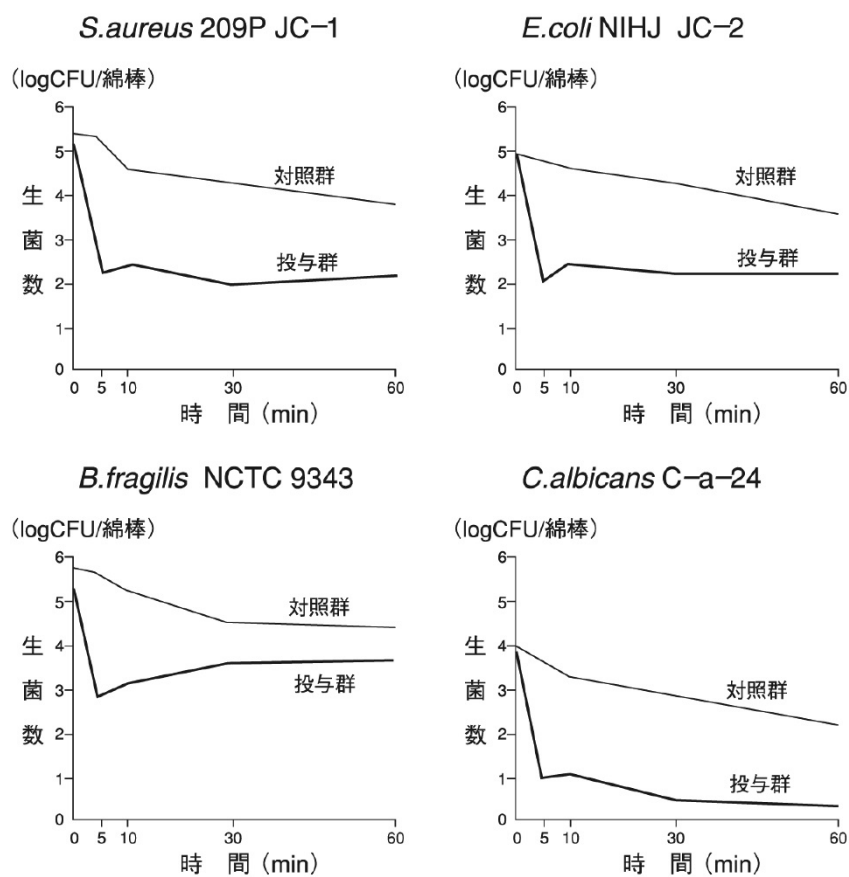 S.aureus 209P JC−1
(logCFU/綿棒)
生菌数
6
5
4
3
2
1
0
対照群
投与群
0 5 10 30 60
時 間 (min)
E.coli NIHJ JC−2
(logCFU/綿棒)
生菌数
6
5
4
3
2
1
0
対照群
投与群
0 5 10 30 60
時 間 (min)
B.fragilis NCTC 9343
(logCFU/綿棒)
生菌数
6
5
4
3
2
1
0
対照群
投与群
0 5 10 30 60
時 間 (min)
C.albicans C−a−24
(logCFU/綿棒)
生菌数
6
5
4
3
2
1
0
対照群
投与群
0 5 10 30 60
時 間 (min)